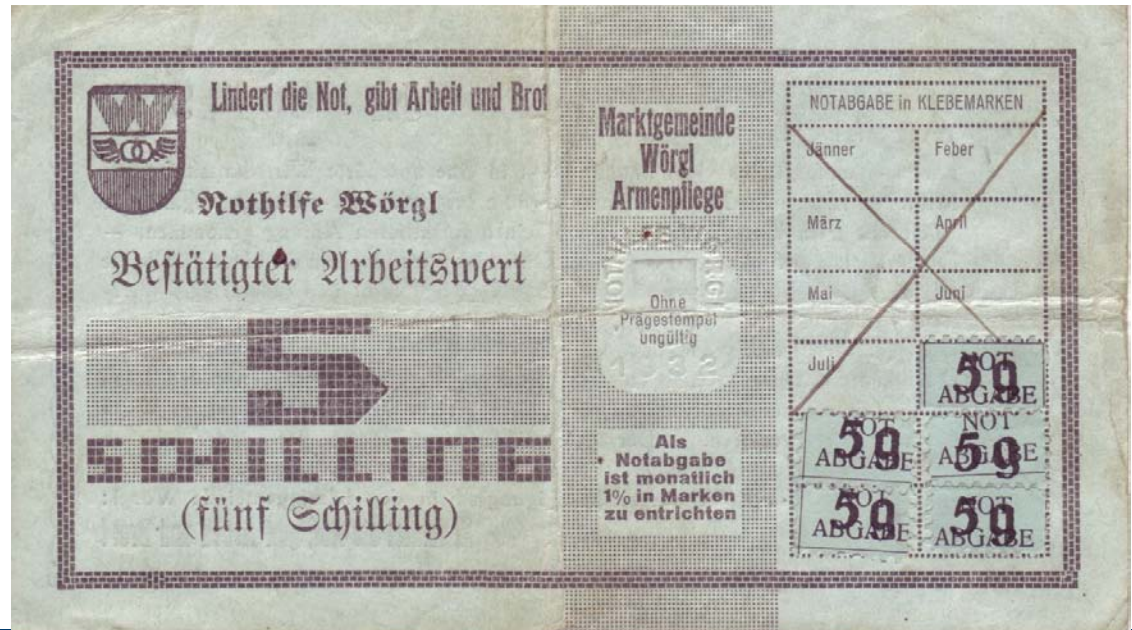 Lindert die Not, gibt Arbeit und Brot
Nothilfe Wörgl
Bestätigter Arbeitswert
5
SCHILLING
(fünf Schilling)
Marktgemeinde
Wörgl
Armenpflege
Ohne
Prägestempel
ungültig
1932
Als
Notabgabe
ist monatlich
1% in Marken
zu entrichten
NOTABGABE in KLEBEMARKEN
Jänner
Feber
März
April
Mai
Juni
Juli
NOT
5g
ABGABE
NOT
5g
ABGABE
NOT
5g
ABGABE
NOT
5g
ABGABE
NOT
5g
ABGABE